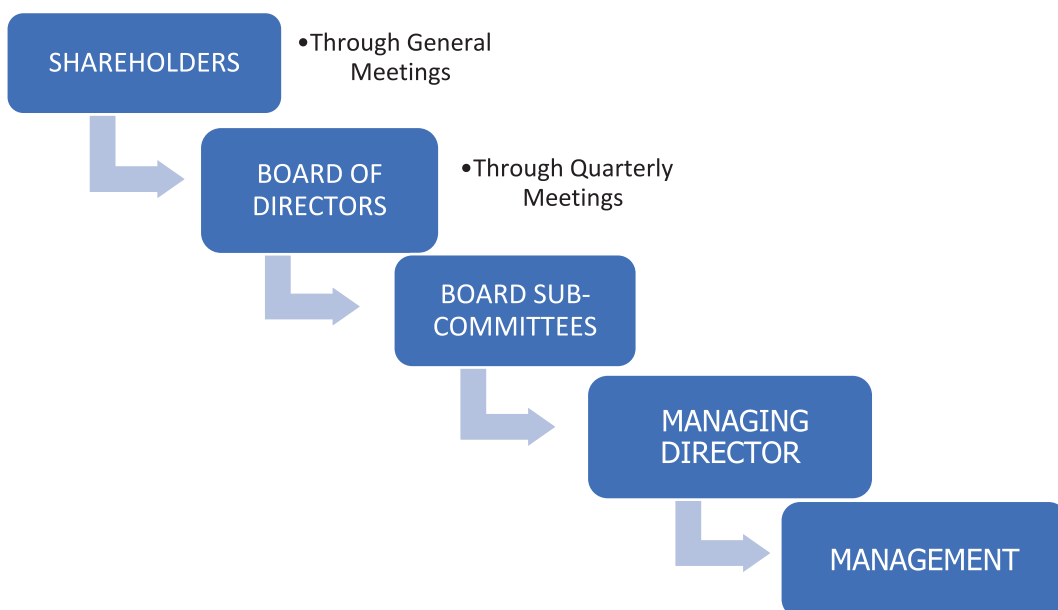 SHAREHOLDERS
•Through General
Meetings
BOARD OF
DIRECTORS
•Through Quarterly
Meetings
BOARD SUB-
COMMITTEES
MANAGING
DIRECTOR
MANAGEMENT